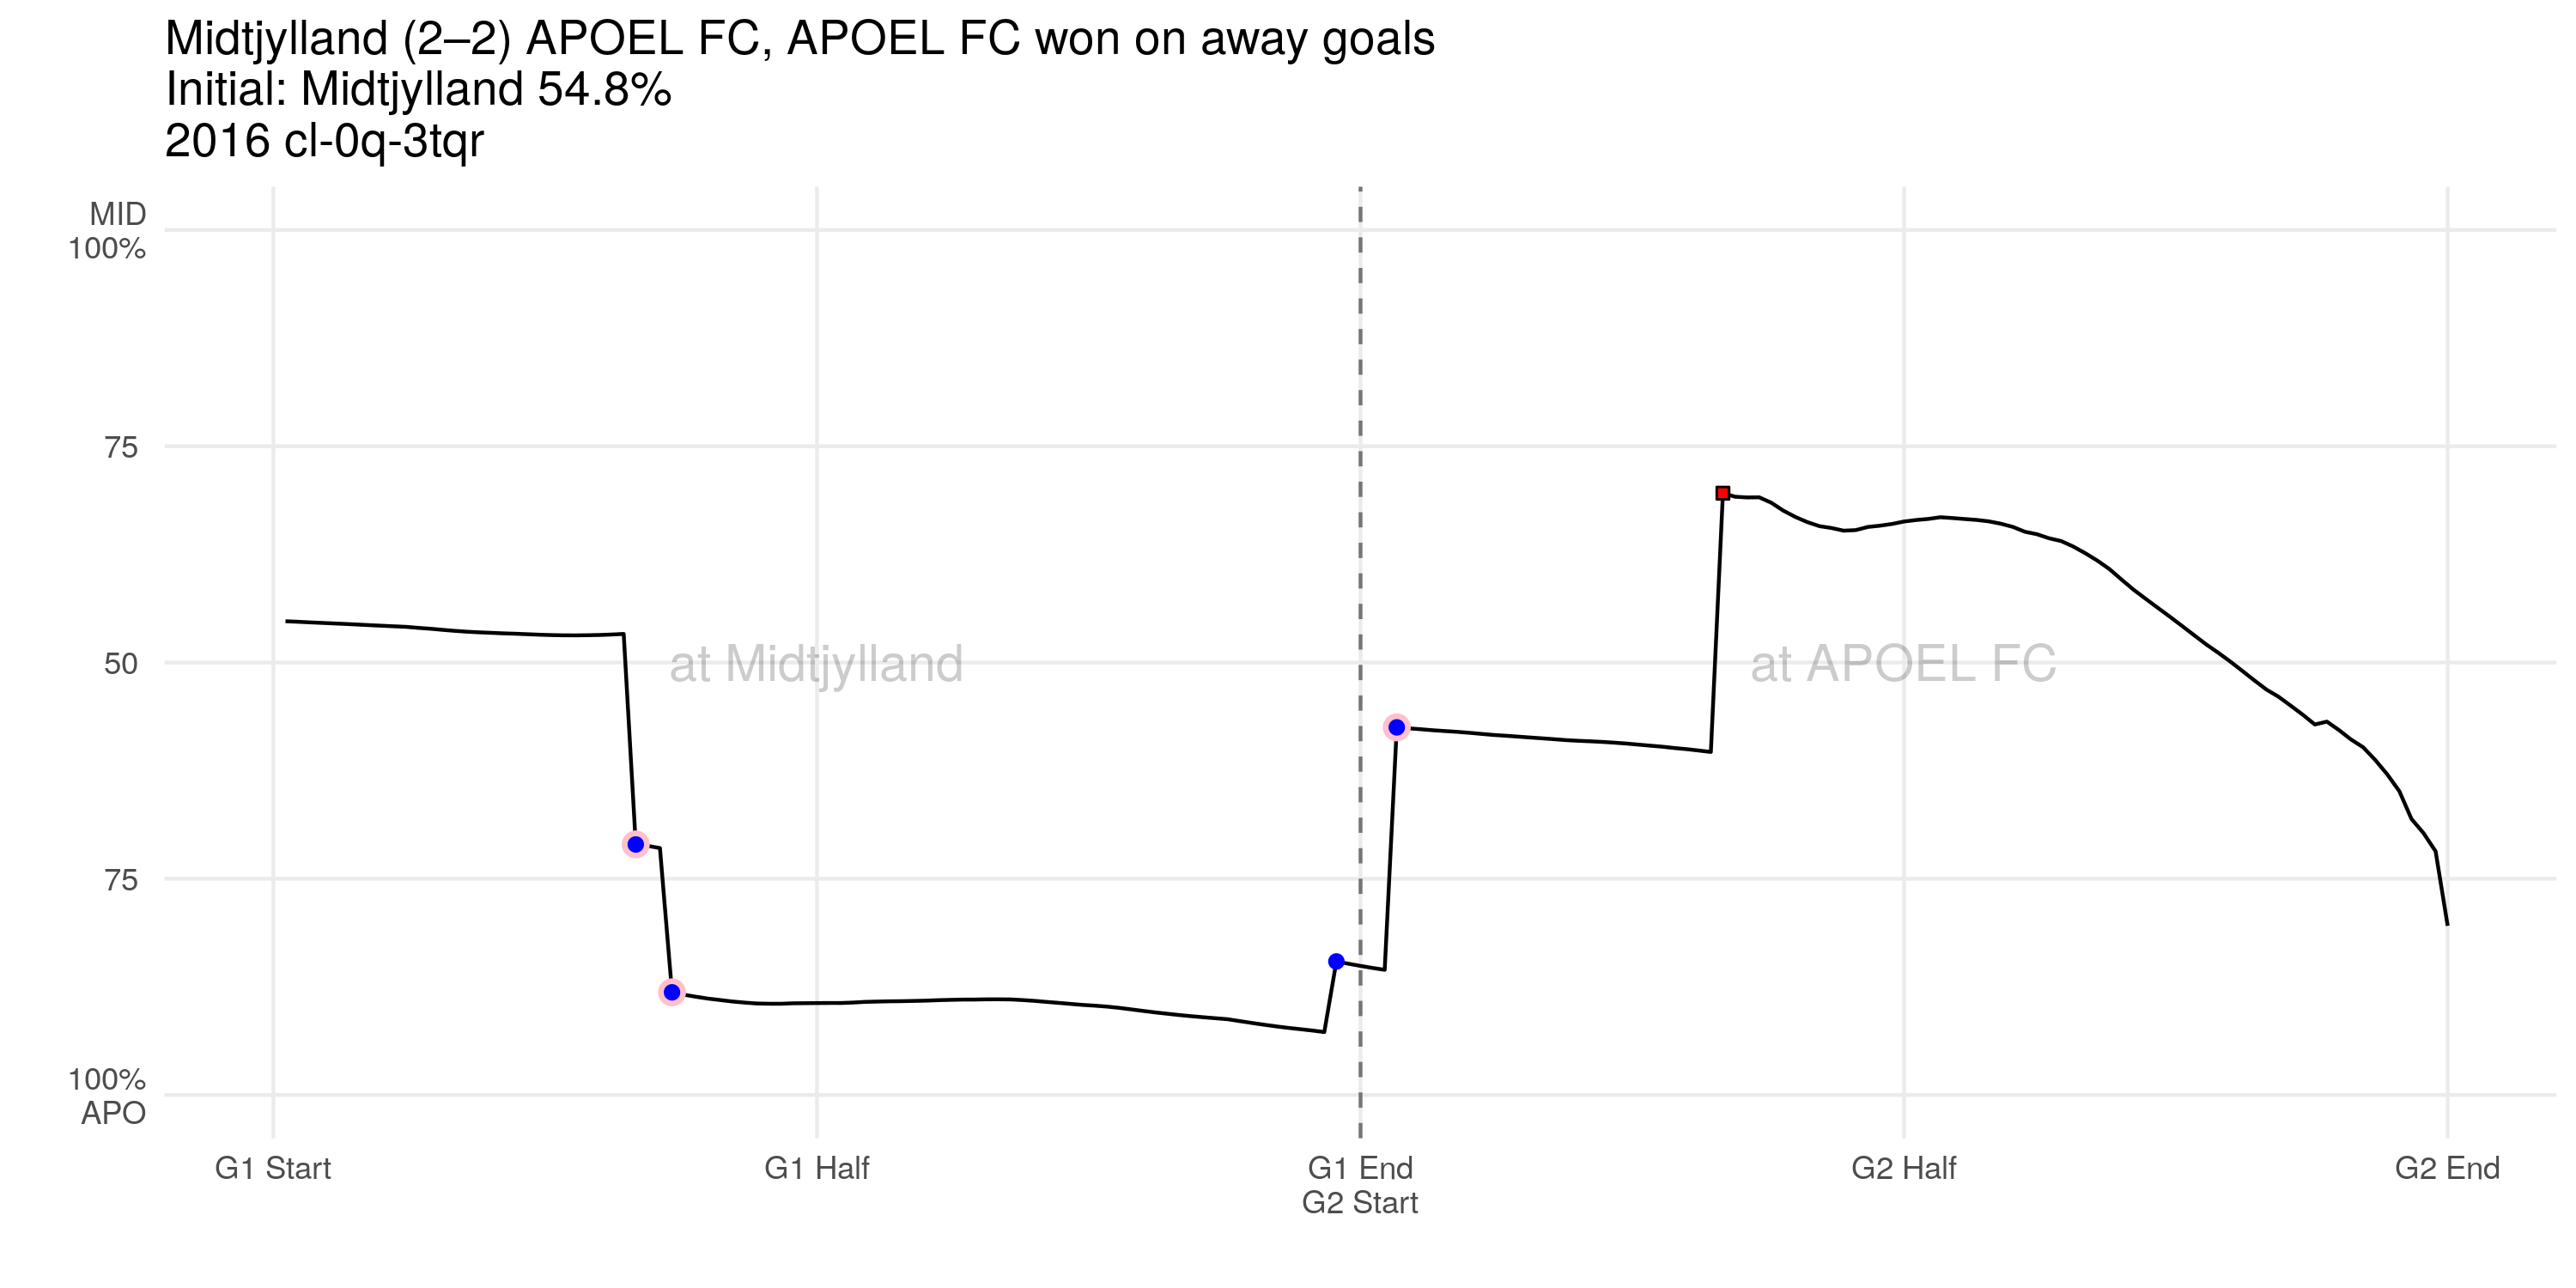 Midtjylland (2–2) APOEL FC, APOEL FC won on away goals
Initial: Midtjylland 54.8%
2016 cl-0q-3tqr
MID
100%
75
50
75
100%
APO
at Midtjylland
at APOEL FC
G1 Start
G1 Half
G1 End
G2 Start
G2 Half
G2 End